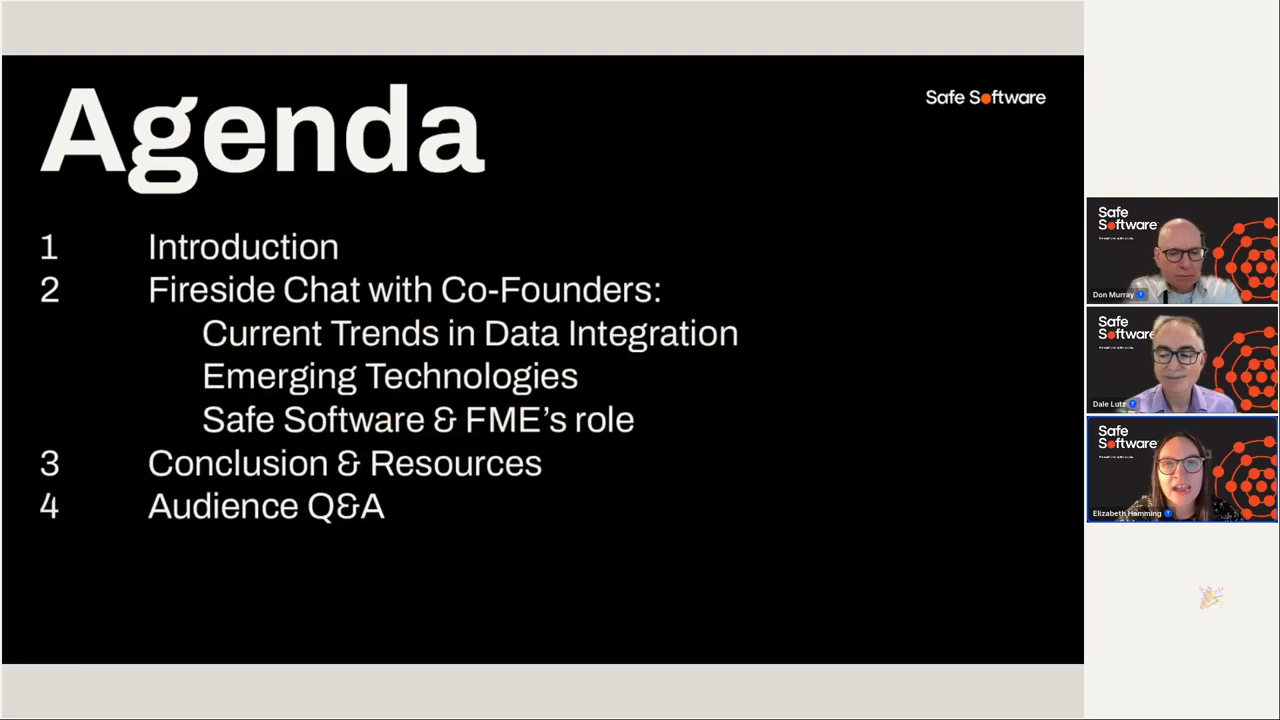 Agenda
Safe Software
1 Introduction
2 Fireside Chat with Co-Founders:
Current Trends in Data Integration
Emerging Technologies
Safe Software & FME’s role
3 Conclusion & Resources
4 Audience Q&A
Safe
Software
Don Murray
Safe
Software
Dale Lutz
Safe
Software
Elizabeth Hamming